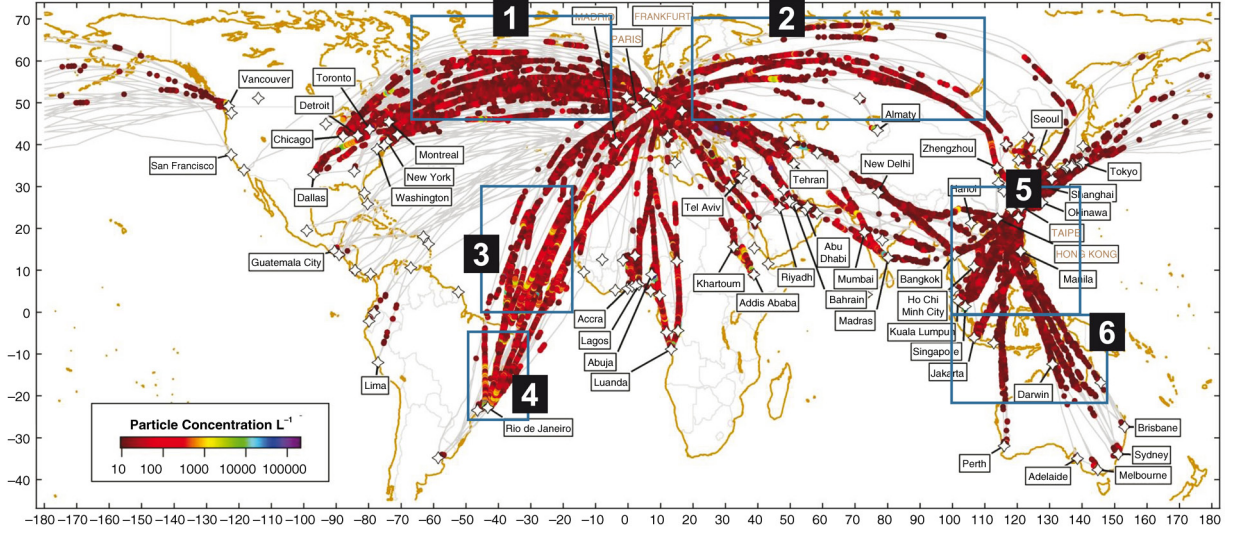 1
2
3
4
5
6
MADRID
FRANKFURT
PARIS
Vancouver
Toronto
Detroit
Chicago
San Francisco
Dallas
Montreal
New York
Washington
Guatemala City
Lima
Rio de Janeiro
Accra
Lagos
Abuja
Luanda
Tel Aviv
Khartoum
Addis Ababa
Riyadh
Tehran
Abu
Dhabi
Bahrain
Mumbai
Madras
New Delhi
Almaty
Zhengzhou
Seoul
Tokyo
Hanoi
Shanghai
Okinawa
TAIPEI
HONG KONG
Manila
Bangkok
Ho Chi
Minh City
Kuala Lumpur
Singapore
Jakarta
Darwin
Perth
Adelaide
Melbourne
Sydney
Brisbane
Particle Concentration L⁻¹
10 100 1000 10000 100000
70
60
50
40
30
20
10
0
−10
−20
−30
−40
−180 −170 −160 −150 −140 −130 −120 −110 −100 −90 −80 −70 −60 −50 −40 −30 −20 −10 0 10 20 30 40 50 60 70 80 90 100 110 120 130 140 150 160 170 180